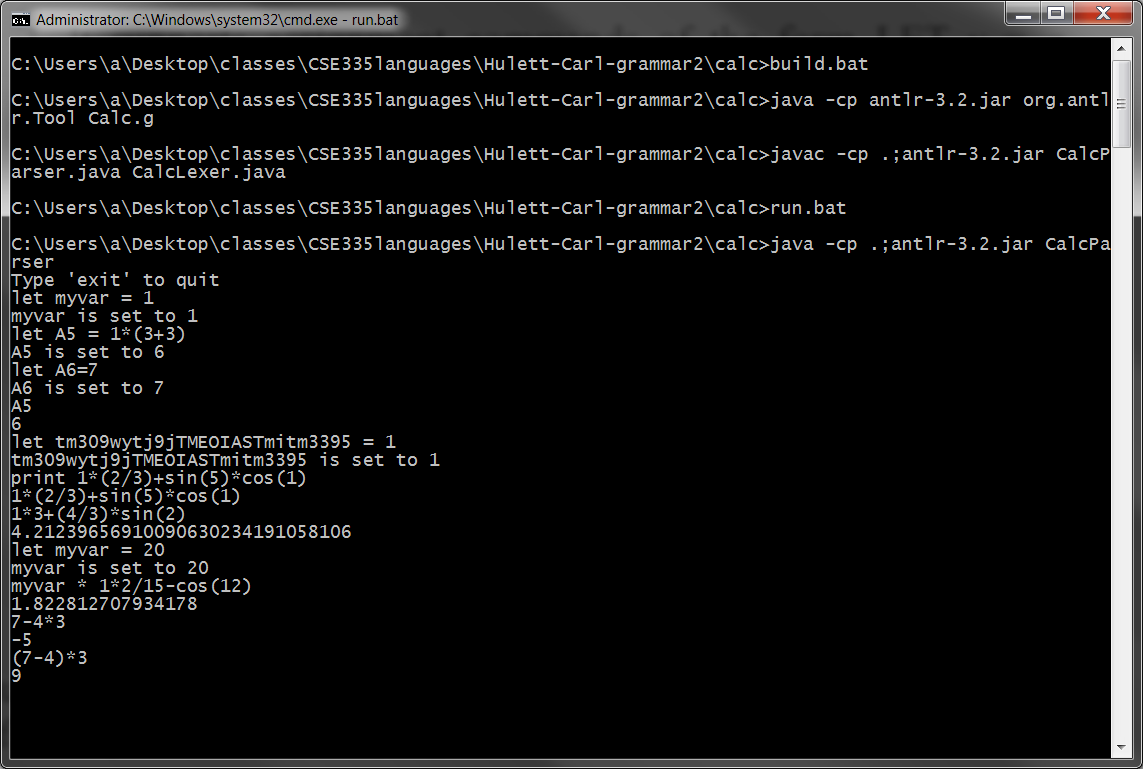 Administrator: C:\Windows\system32\cmd.exe - run.bat
C:\Users\a\Desktop\classes\CSE335languages\Hulett-Carl-grammar2\calc>build.bat
C:\Users\a\Desktop\classes\CSE335languages\Hulett-Carl-grammar2\calc>java -cp antlr-3.2.jar org.antl
r.Tool Calc.g
C:\Users\a\Desktop\classes\CSE335languages\Hulett-Carl-grammar2\calc>javac -cp .;antlr-3.2.jar CalcP
arser.java CalcLexer.java
C:\Users\a\Desktop\classes\CSE335languages\Hulett-Carl-grammar2\calc>run.bat
C:\Users\a\Desktop\classes\CSE335languages\Hulett-Carl-grammar2\calc>java -cp .;antlr-3.2.jar CalcPa
rser
Type 'exit' to quit
let myvar = 1
myvar is set to 1
let A5 = 1*(3+3)
A5 is set to 6
let A6=7
A6 is set to 7
A5
6
let tm309wytj9jTMEOIASTmitm3395 = 1
tm309wytj9jTMEOIASTmitm3395 is set to 1
print 1*(2/3)+sin(5)*cos(1)
1*(2/3)+sin(5)*cos(1)
1*3+(4/3)*sin(2)
4.212396569100906302341910581​06
let myvar = 20
myvar is set to 20
myvar * 1*2/15-cos(12)
1.822812707934178
7-4*3
-5
(7-4)*3
9